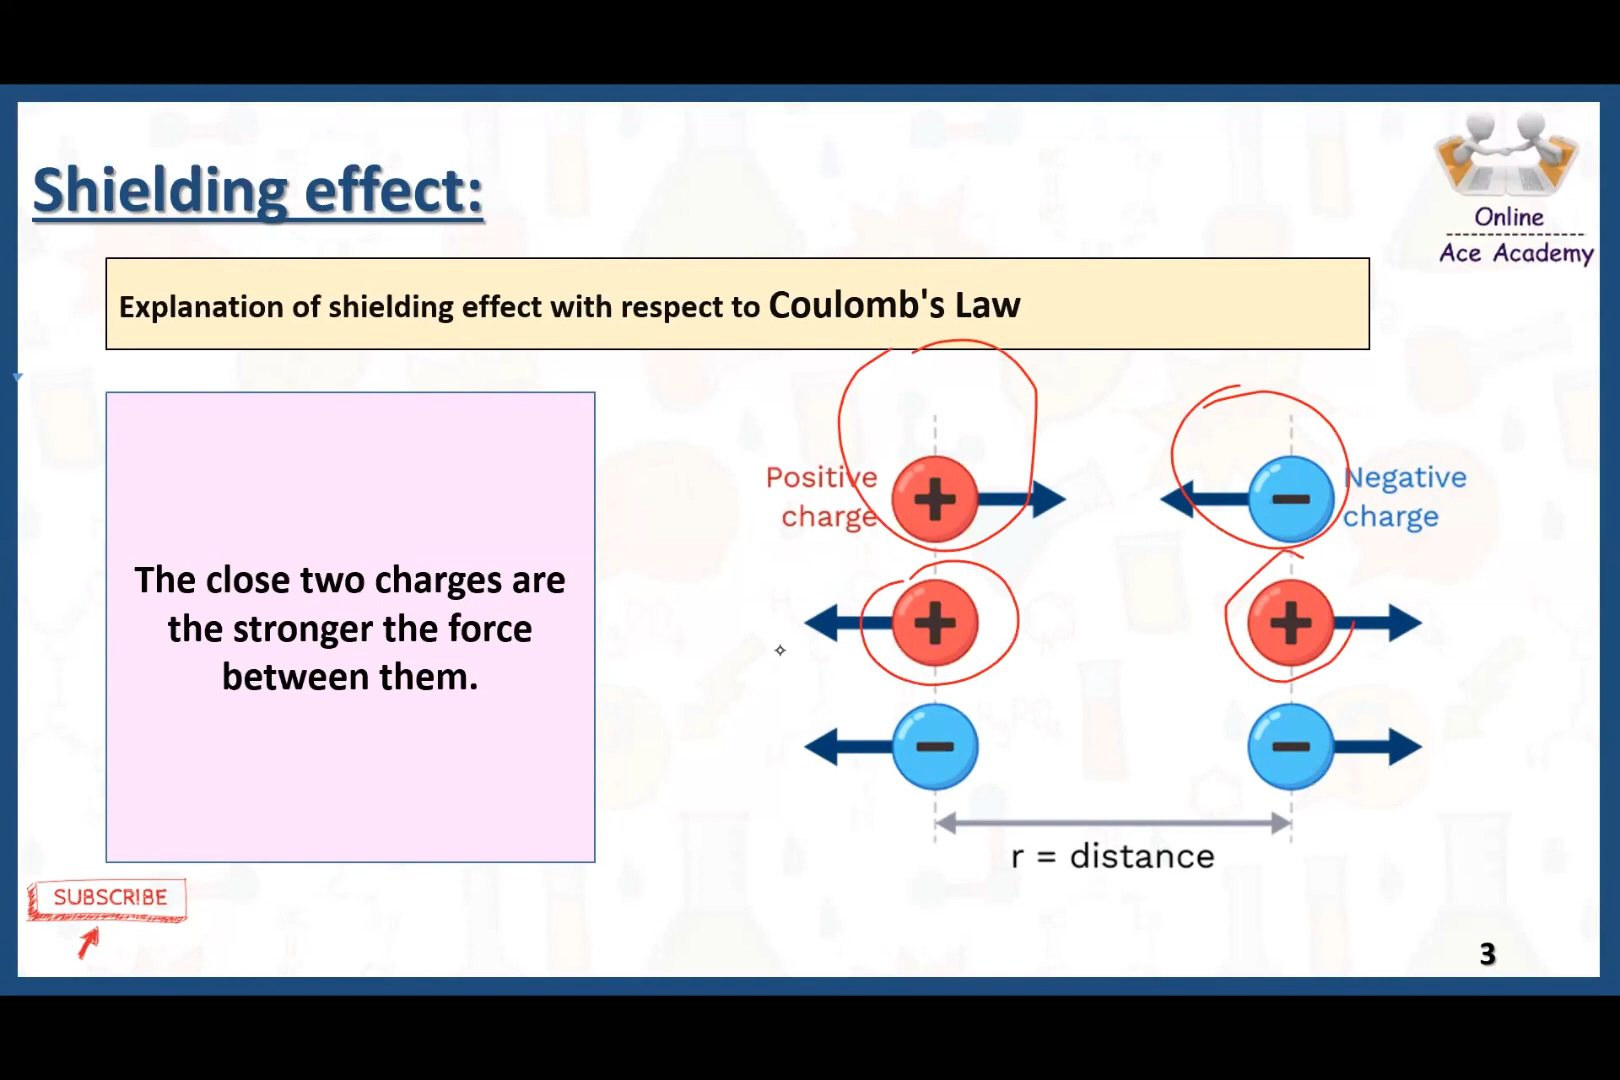 Shielding effect:
Online
Ace Academy
Explanation of shielding effect with respect to Coulomb's Law
The close two charges are
the stronger the force
between them.
Positive
charge
Negative
charge
r = distance
SUBSCRIBE
3